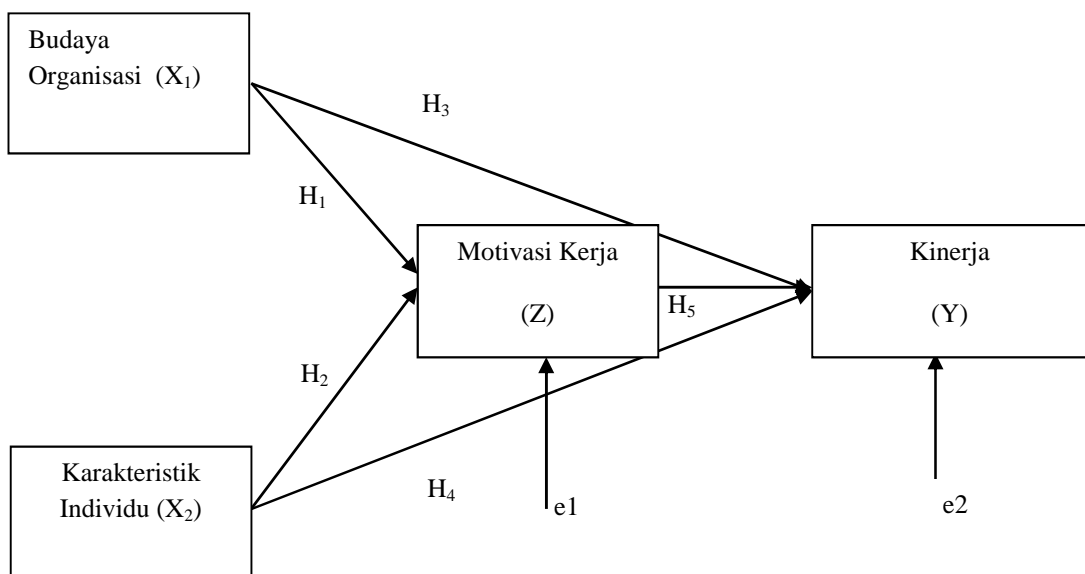 Budaya
Organisasi (X₁)
H₃
H₁
Motivasi Kerja
(Z)
H₅
Kinerja
(Y)
H₂
Karakteristik
Individu (X₂)
H₄
e1
e2